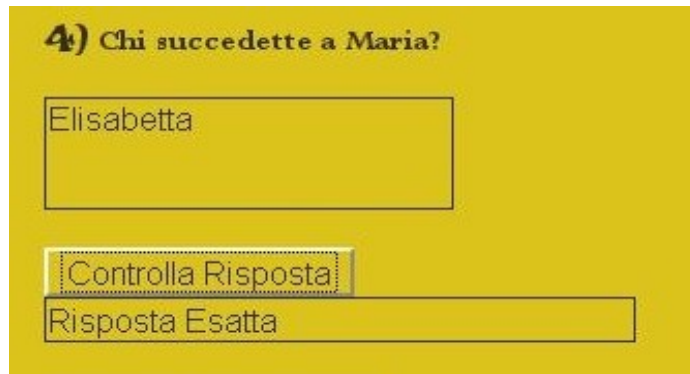 4) Chi succedette a Maria?
Elisabetta
Controlla Risposta
Risposta Esatta